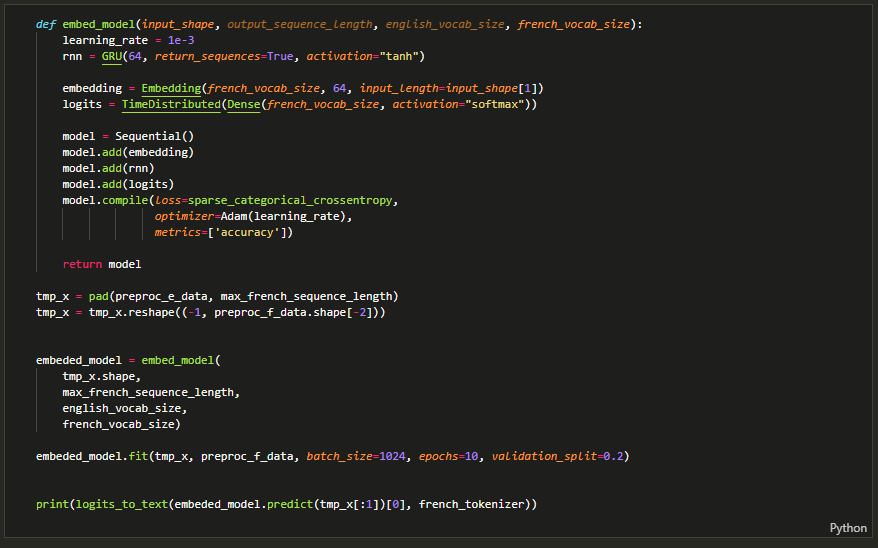 def embed_model(input_shape, output_sequence_length, english_vocab_size, french_vocab_size):
    learning_rate = 1e-3
    rnn = GRU(64, return_sequences=True, activation="tanh")

    embedding = Embedding(french_vocab_size, 64, input_length=input_shape[1])
    logits = TimeDistributed(Dense(french_vocab_size, activation="softmax"))

    model = Sequential()
    model.add(embedding)
    model.add(rnn)
    model.add(logits)
    model.compile(loss=sparse_categorical_crossentropy,
                  optimizer=Adam(learning_rate),
                  metrics=['accuracy'])

    return model

tmp_x = pad(preproc_e_data, max_french_sequence_length)
tmp_x = tmp_x.reshape((-1, preproc_f_data.shape[-2]))


embeded_model = embed_model(
    tmp_x.shape,
    max_french_sequence_length,
    english_vocab_size,
    french_vocab_size)

embeded_model.fit(tmp_x, preproc_f_data, batch_size=1024, epochs=10, validation_split=0.2)


print(logits_to_text(embeded_model.predict(tmp_x[:1])[0], french_tokenizer))
Python